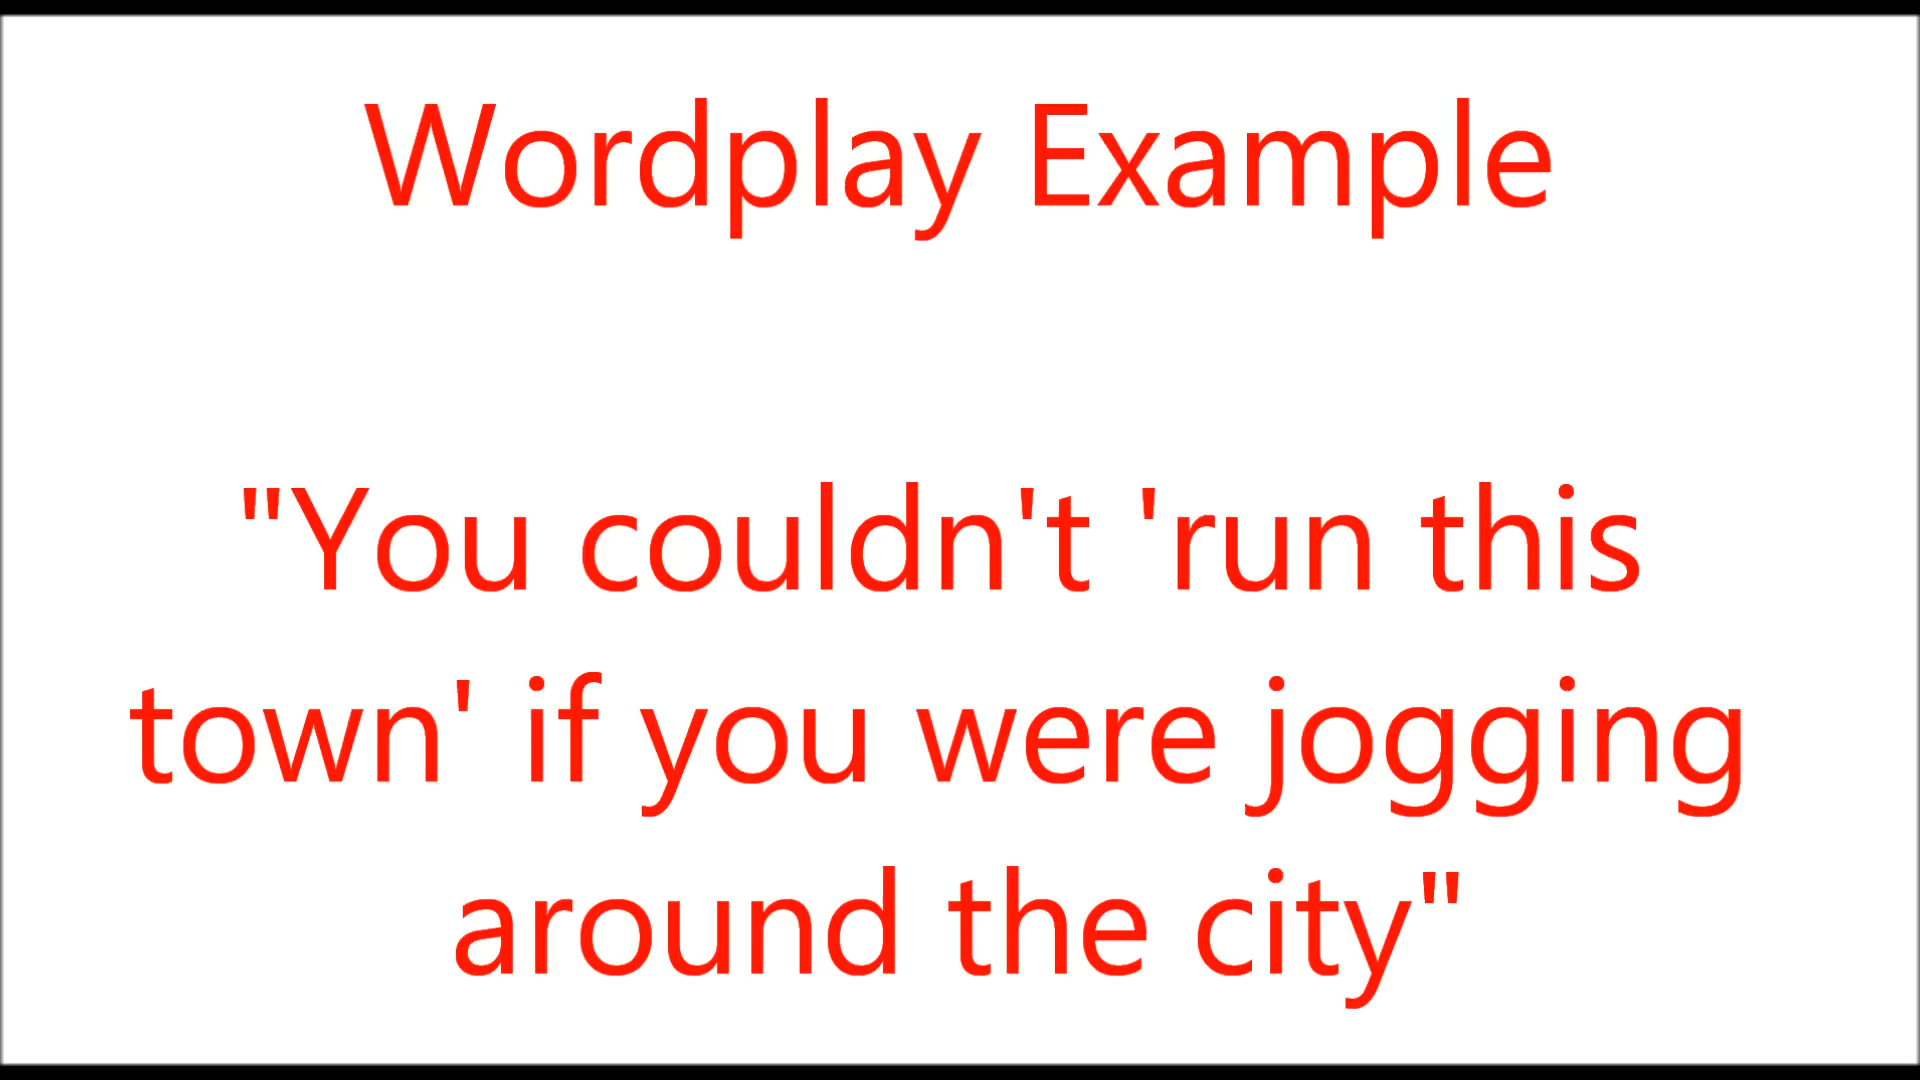 Wordplay Example
"You couldn't 'run this
town' if you were jogging
around the city"